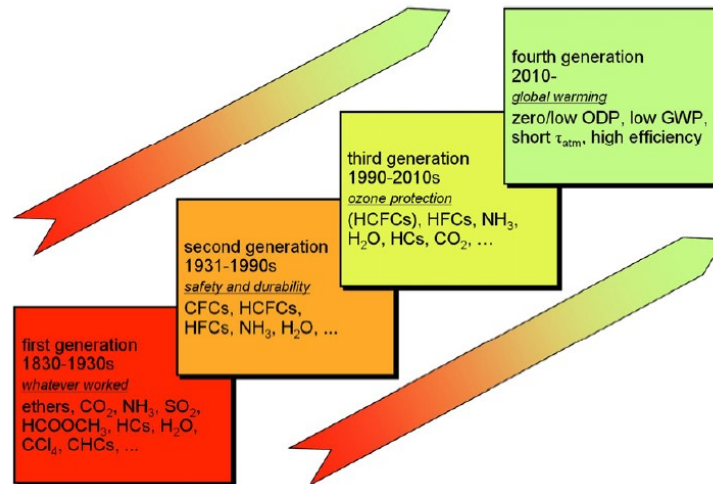 first generation
1830-1930s
whatever worked
ethers, CO₂, NH₃, SO₂,
HCOOCH₃, HCs, H₂O,
CCl₄, CHCs, ...
second generation
1931-1990s
safety and durability
CFCs, HCFCs,
HFCs, NH₃, H₂O, ...
third generation
1990-2010s
ozone protection
(HCFCs), HFCs, NH₃,
H₂O, HCs, CO₂, ...
fourth generation
2010-
global warming
zero/low ODP, low GWP,
short τₐₜₘ, high efficiency